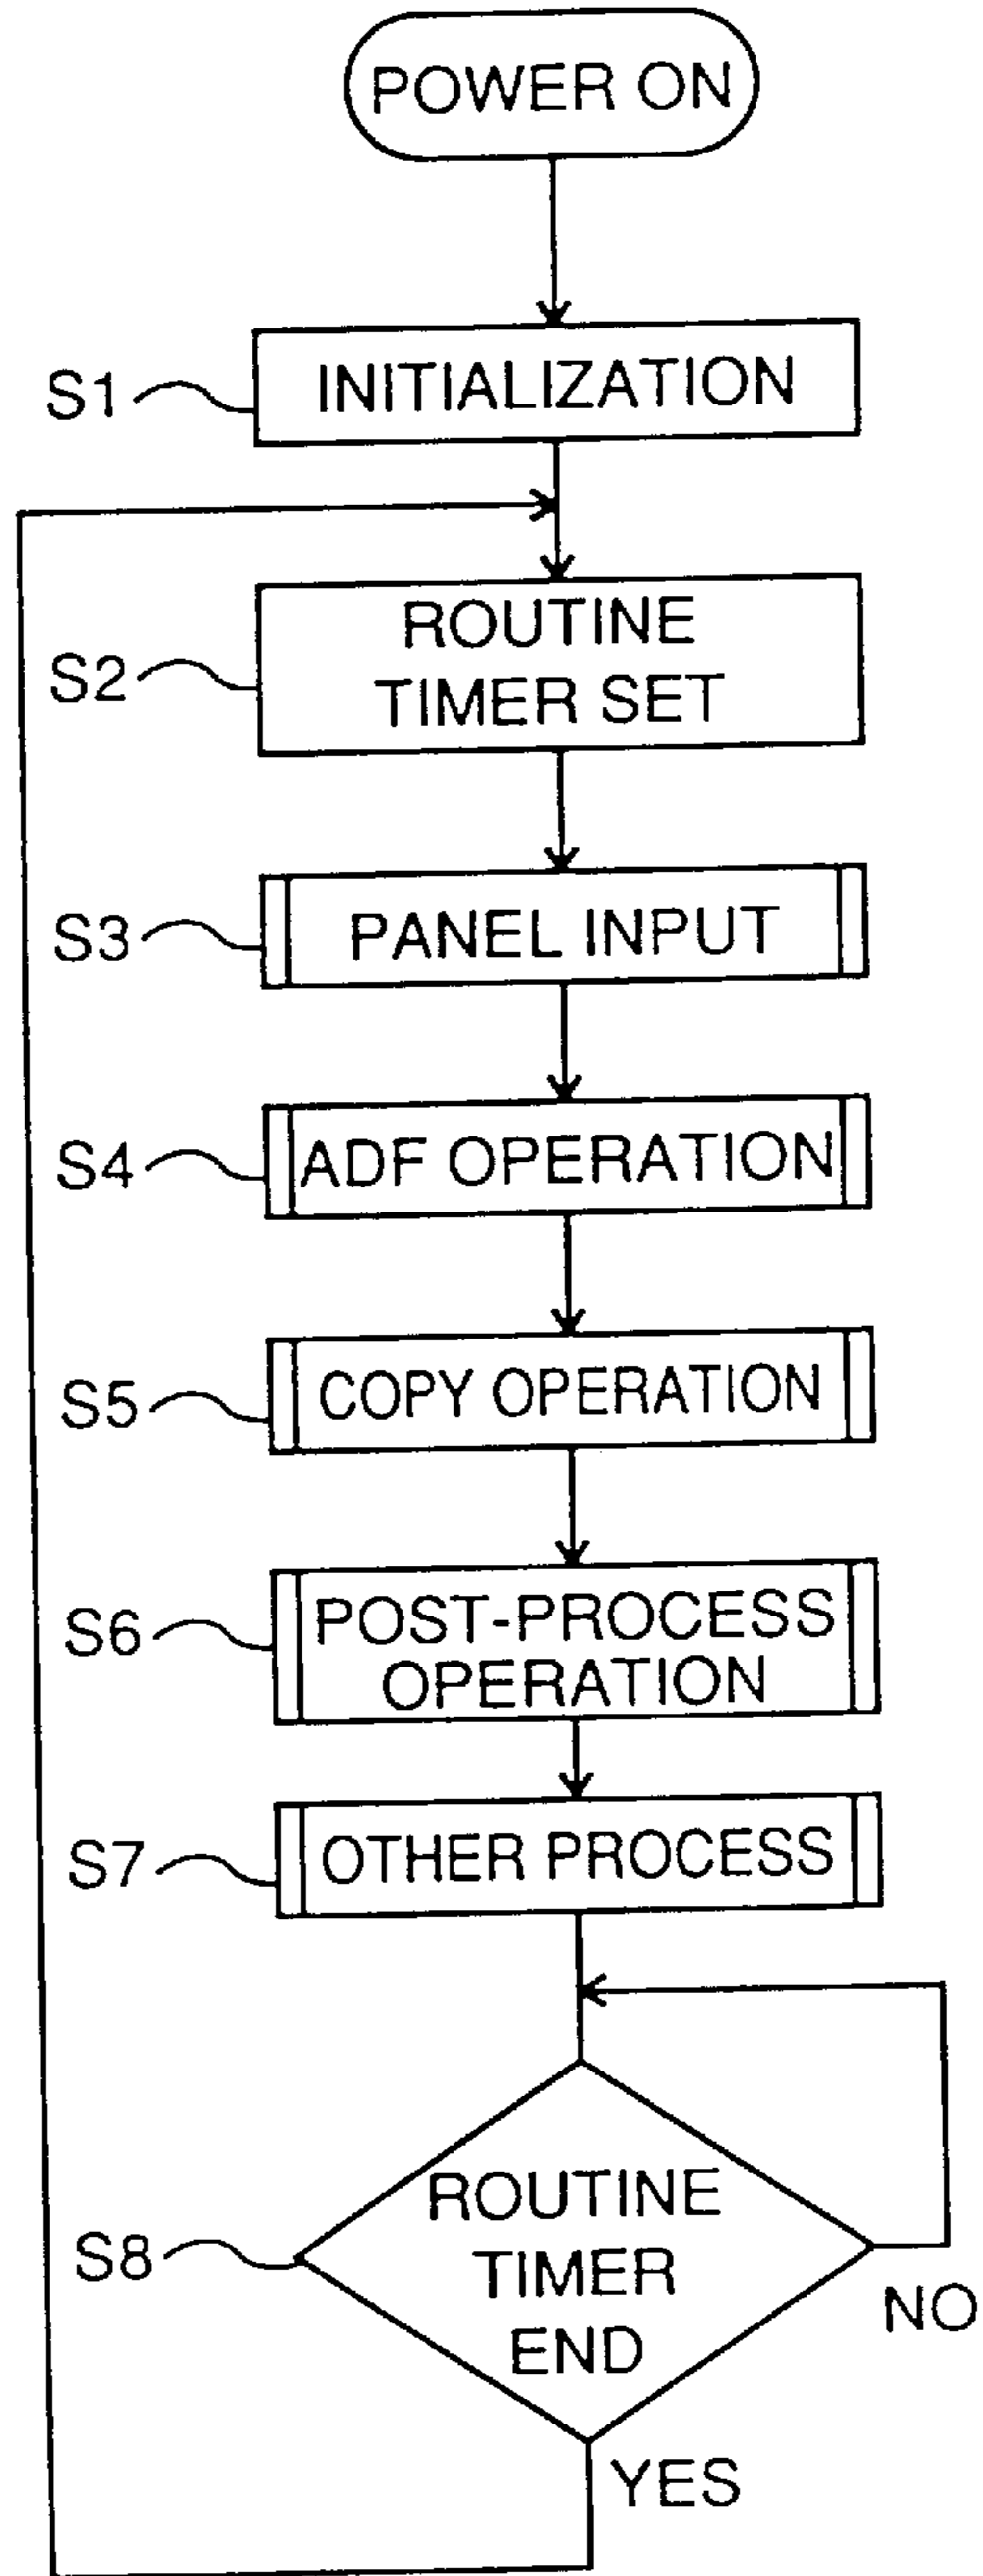 POWER ON
S1
INITIALIZATION
S2
ROUTINE
TIMER SET
S3
PANEL INPUT
S4
ADF OPERATION
S5
COPY OPERATION
S6
POST-PROCESS
OPERATION
S7
OTHER PROCESS
S8
ROUTINE
TIMER
END
NO
YES